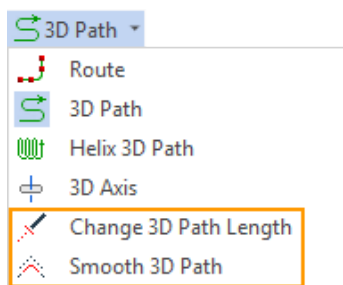 3D Path
Route
3D Path
Helix 3D Path
3D Axis
Change 3D Path Length
Smooth 3D Path